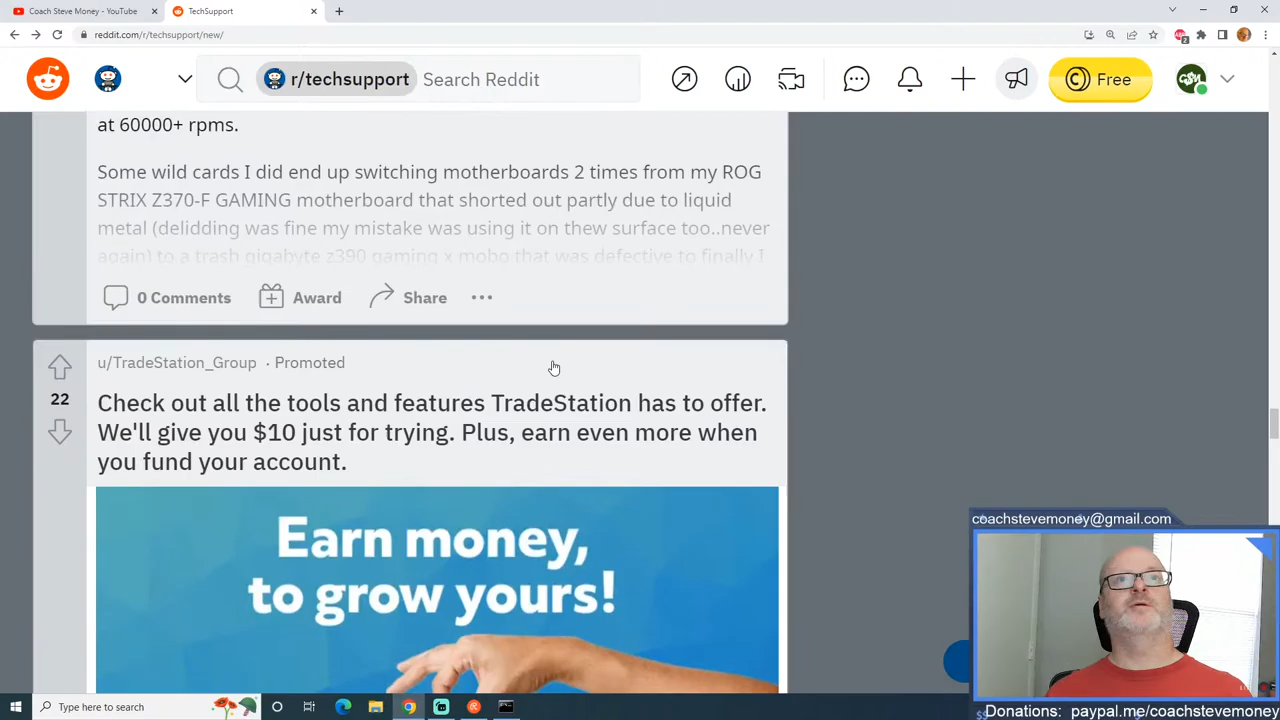 Coach Steve Money - YouTube
TechSupport
reddit.com/r/techsupport/new/
2
r/techsupport
Search Reddit
Free
GSM
at 60000+ rpms.
Some wild cards I did end up switching motherboards 2 times from my ROG
STRIX Z370-F GAMING motherboard that shorted out partly due to liquid
metal (delidding was fine my mistake was using it on thew surface too..never
again) to a trash gigabyte z390 gaming x mobo that was defective to finally I
0 Comments
Award
Share
u/TradeStation_Group · Promoted
22
Check out all the tools and features TradeStation has to offer.
We'll give you $10 just for trying. Plus, earn even more when
you fund your account.
Earn money,
to grow yours!
coachstevemoney@gmail.com
Type here to search
$$
Donations: paypal.me/coachstevemoney